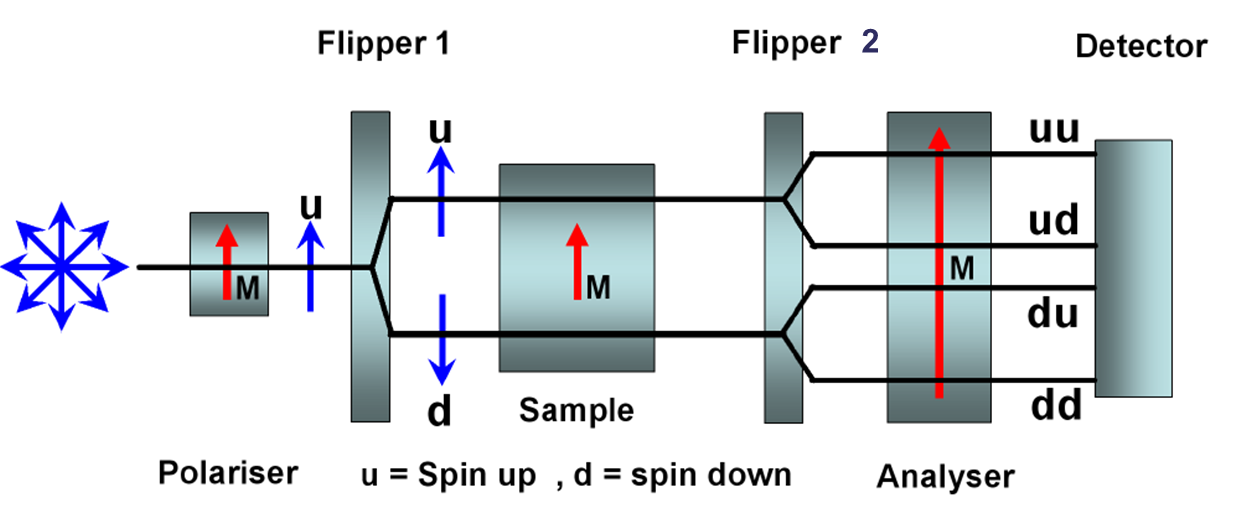 Flipper 1
Flipper 2
Detector
u
u
M
M
M
d
uu
ud
du
dd
Sample
Polariser
u = Spin up , d = spin down
Analyser